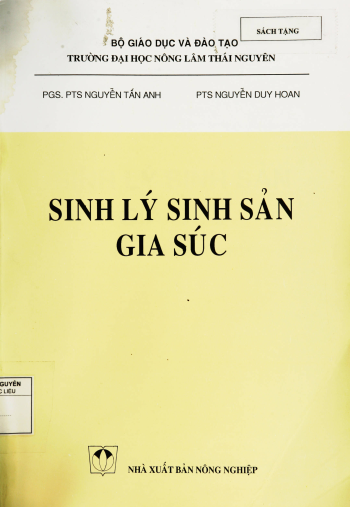 SÁCH TẶNG
BỘ GIÁO DỤC VÀ ĐÀO TẠO
TRƯỜNG ĐẠI HỌC NÔNG LÂM THÁI NGUYÊN
PGS. PTS NGUYỄN TẤN ANH PTS NGUYỄN DUY HOAN
SINH LÝ SINH SẢN
GIA SÚC
NGUYÊN
LIỆU
NHÀ XUẤT BẢN NÔNG NGHIỆP